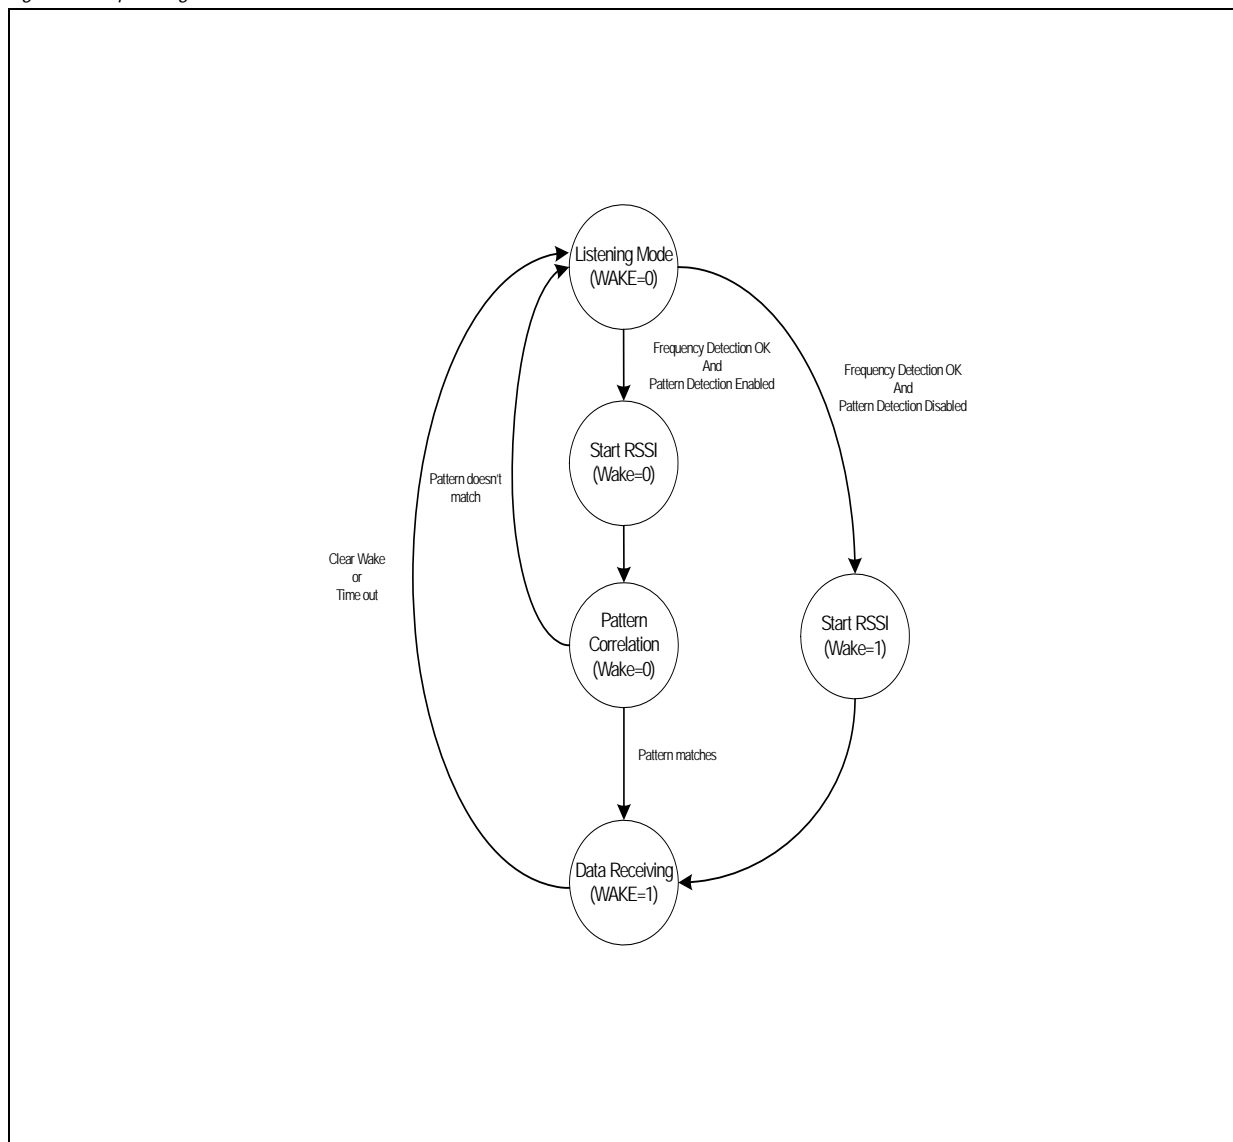 Listening Mode
(WAKE=0)
Frequency Detection OK
And
Pattern Detection Enabled
Frequency Detection OK
And
Pattern Detection Disabled
Start RSSI
(Wake=0)
Pattern doesn't
match
Clear Wake
or
Time out
Pattern
Correlation
(Wake=0)
Start RSSI
(Wake=1)
Pattern matches
Data Receiving
(WAKE=1)